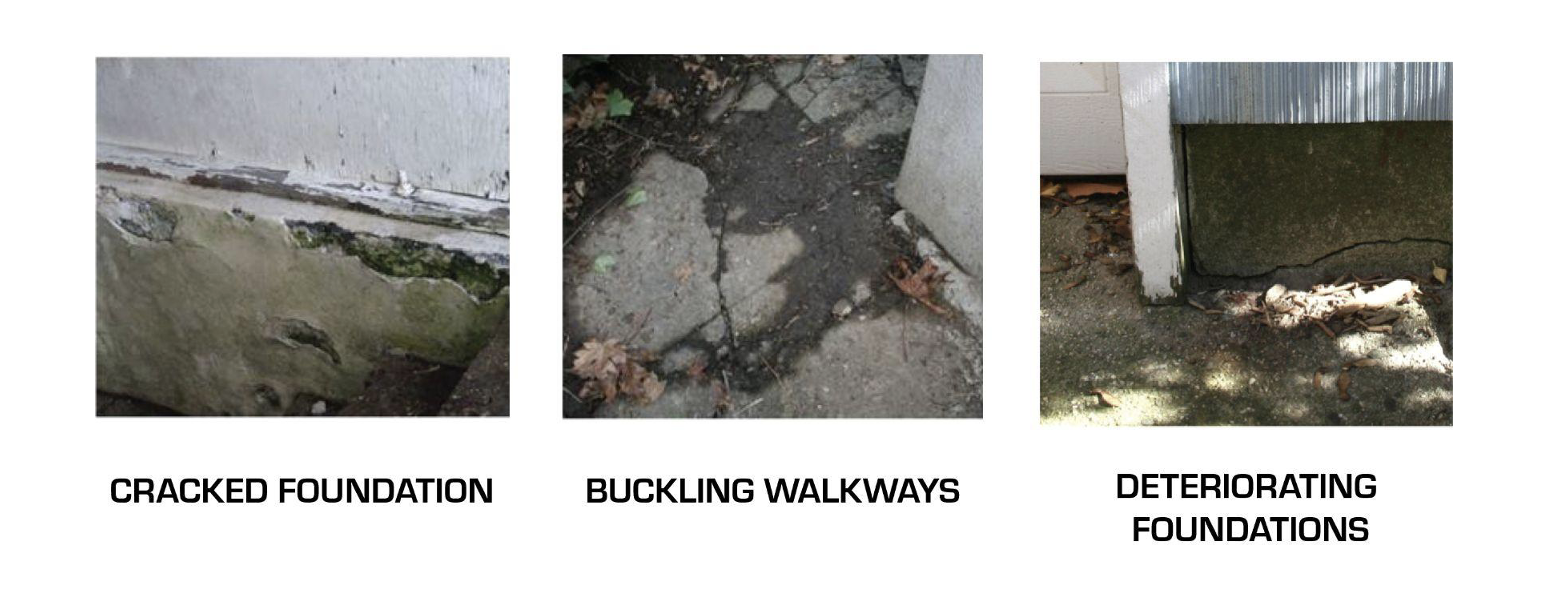 CRACKED FOUNDATION
BUCKLING WALKWAYS
DETERIORATING
FOUNDATIONS